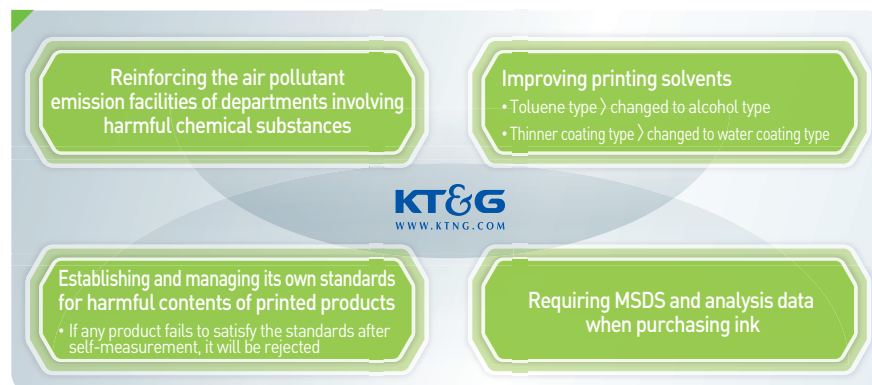 Reinforcing the air pollutant
emission facilities of departments involving
harmful chemical substances
Improving printing solvents
• Toluene type 〉 changed to alcohol type
• Thinner coating type 〉 changed to water coating type
KT&G
WWW.KTNG.COM
Establishing and managing its own standards
for harmful contents of printed products
• If any product fails to satisfy the standards after
self-measurement, it will be rejected
Requiring MSDS and analysis data
when purchasing ink